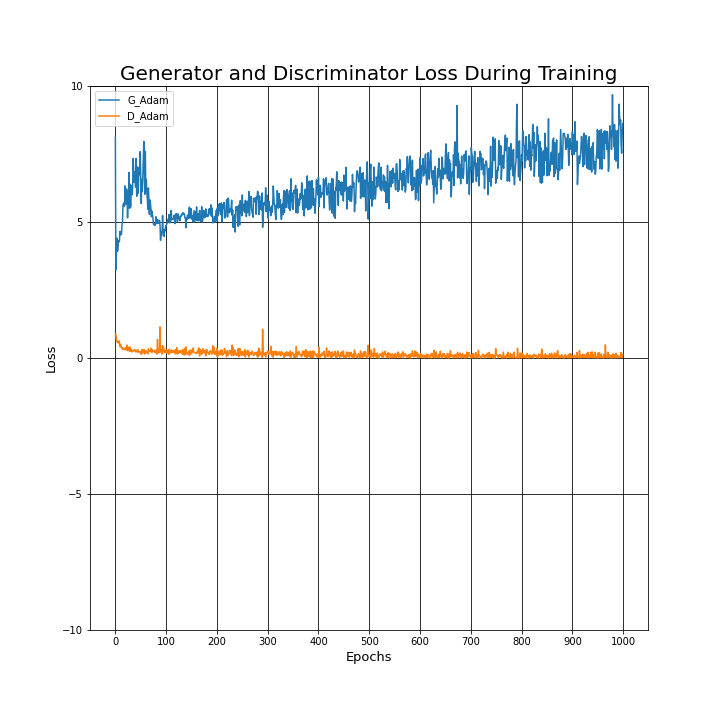 Generator and Discriminator Loss During Training
G_Adam
D_Adam
10
5
0
−5
−10
Loss
0 100 200 300 400 500 600 700 800 900 1000
Epochs